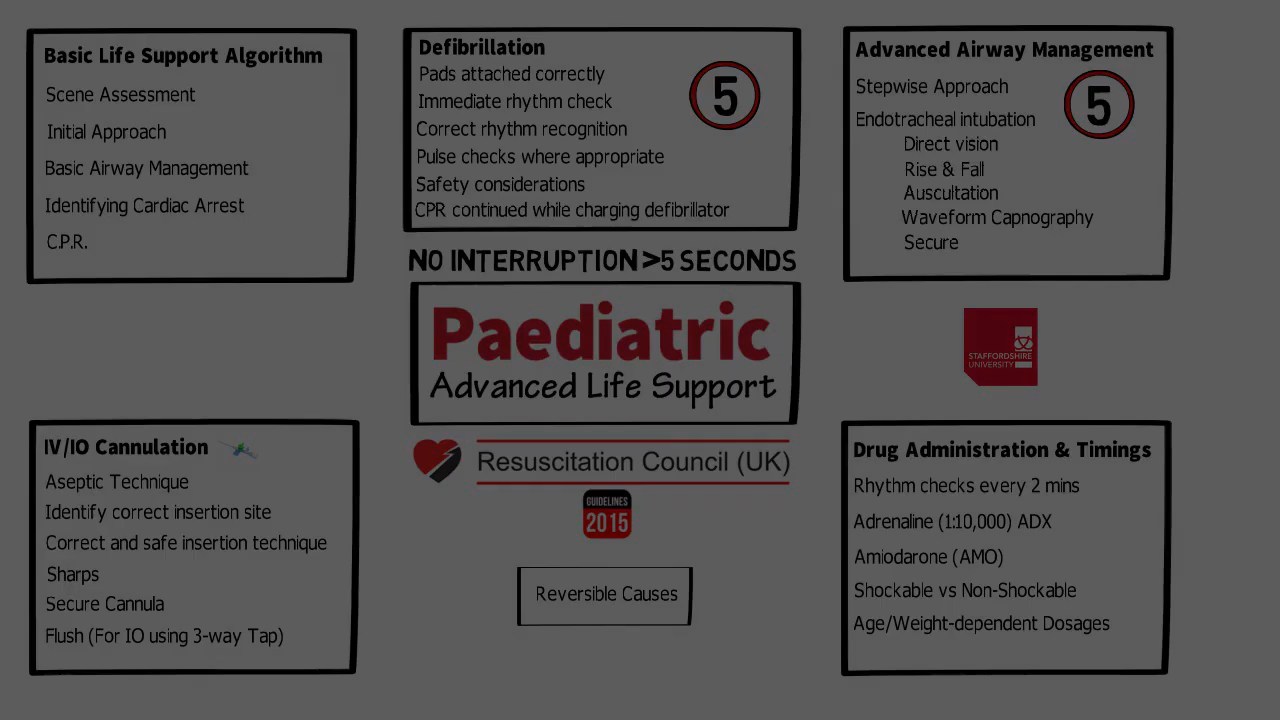 Basic Life Support Algorithm
Scene Assessment
Initial Approach
Basic Airway Management
Identifying Cardiac Arrest
C.P.R.
Defibrillation
Pads attached correctly
Immediate rhythm check
Correct rhythm recognition
Pulse checks where appropriate
Safety considerations
CPR continued while charging defibrillator
5
Advanced Airway Management
Stepwise Approach
Endotracheal intubation
Direct vision
Rise & Fall
Auscultation
Waveform Capnography
Secure
5
NO INTERRUPTION >5 SECONDS
Paediatric
Advanced Life Support
STAFFORDSHIRE
UNIVERSITY
Resuscitation Council (UK)
GUIDELINES
2015
Reversible Causes
IV/IO Cannulation
Aseptic Technique
Identify correct insertion site
Correct and safe insertion technique
Sharps
Secure Cannula
Flush (For IO using 3-way Tap)
Drug Administration & Timings
Rhythm checks every 2 mins
Adrenaline (1:10,000) ADX
Amiodarone (AMO)
Shockable vs Non-Shockable
Age/Weight-dependent Dosages